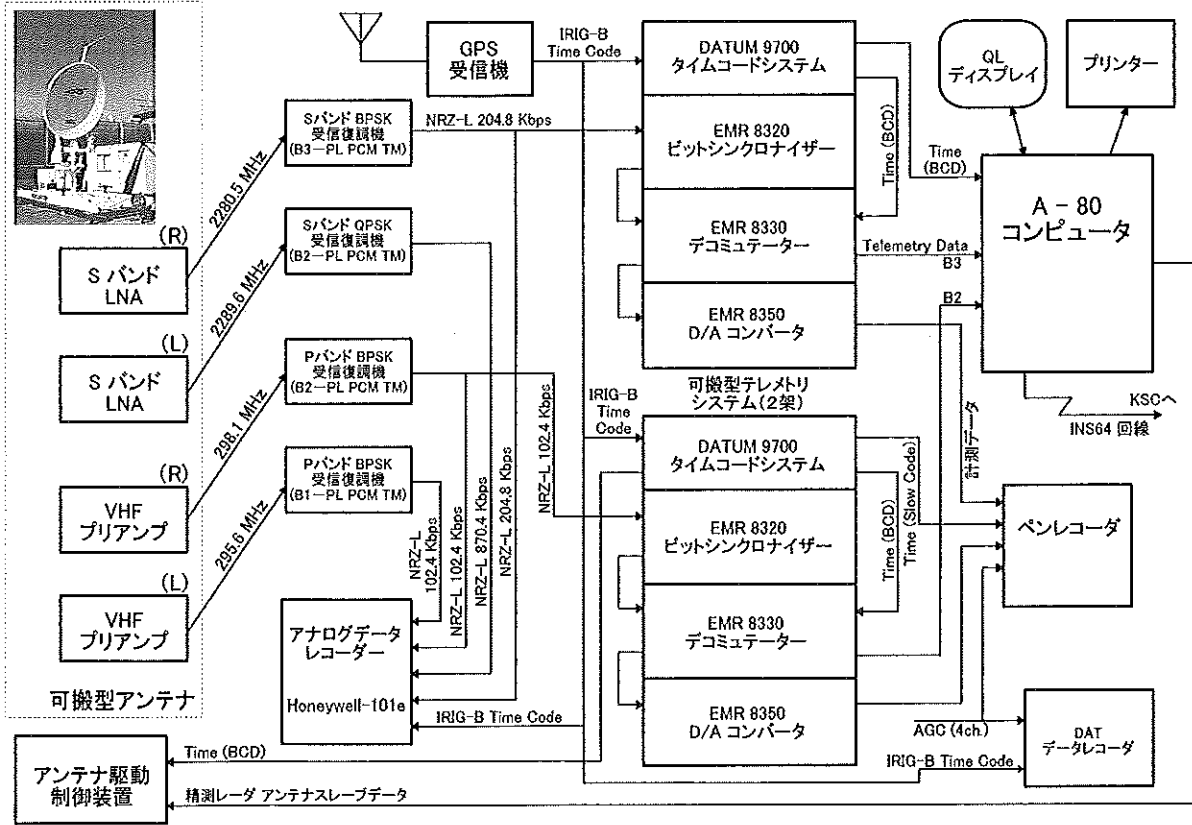 GPS
受信機
IRIG-B
Time Code
DATUM 9700
タイムコードシステム
QL
ディスプレイ
プリンター
Sバンド BPSK
受信復調機
(B3-PL PCM TM)
NRZ-L 204.8 Kbps
EMR 8320
ビットシンクロナイザー
Time (BCD)
Time
(BCD)
A - 80
コンピュータ
2280.5 MHz
(R)
S バンド
LNA
Sバンド QPSK
受信復調機
(B2-PL PCM TM)
EMR 8330
デコミュテーター
Telemetry Data
B3
B2
2289.6 MHz
(L)
S バンド
LNA
EMR 8350
D/A コンバータ
Pバンド BPSK
受信復調機
(B2-PL PCM TM)
298.1 MHz
可搬型テレメトリ
システム(2架)
IRIG-B
Time
Code
KSCへ
INS64 回線
計測データ
DATUM 9700
タイムコードシステム
(R)
VHF
プリアンプ
Pバンド BPSK
受信復調機
(B1-PL PCM TM)
295.6 MHz
NRZ-L
102.4 Kbps
NRZ-L 102.4 Kbps
NRZ-L 870.4 Kbps
NRZ-L 204.8 Kbps
NRZ-L 102.4 Kbps
EMR 8320
ビットシンクロナイザー
Time (BCD)
Time (Slow Code)
ペンレコーダ
(L)
VHF
プリアンプ
可搬型アンテナ
アナログデータ
レコーダー
Honeywell-101e
EMR 8330
デコミュテーター
IRIG-B Time Code
EMR 8350
D/A コンバータ
AGC (4ch.)
DAT
データレコーダ
IRIG-B Time Code
Time (BCD)
アンテナ駆動
制御装置
精測レーダ アンテナスレーブデータ